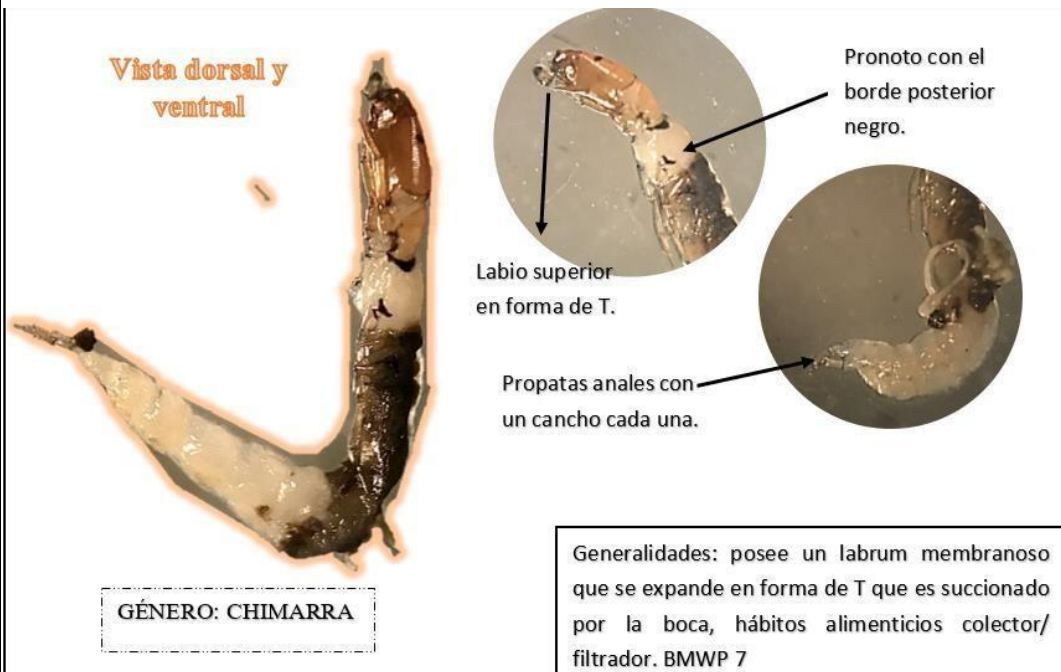 Vista dorsal y
ventral
Pronoto con el
borde posterior
negro.
Labio superior
en forma de T.
Propatas anales con
un cancho cada una.
GÉNERO: CHIMARRA
Generalidades: posee un labrum membranoso
que se expande en forma de T que es succionado
por la boca, hábitos alimenticios colector/
filtrador. BMWP 7